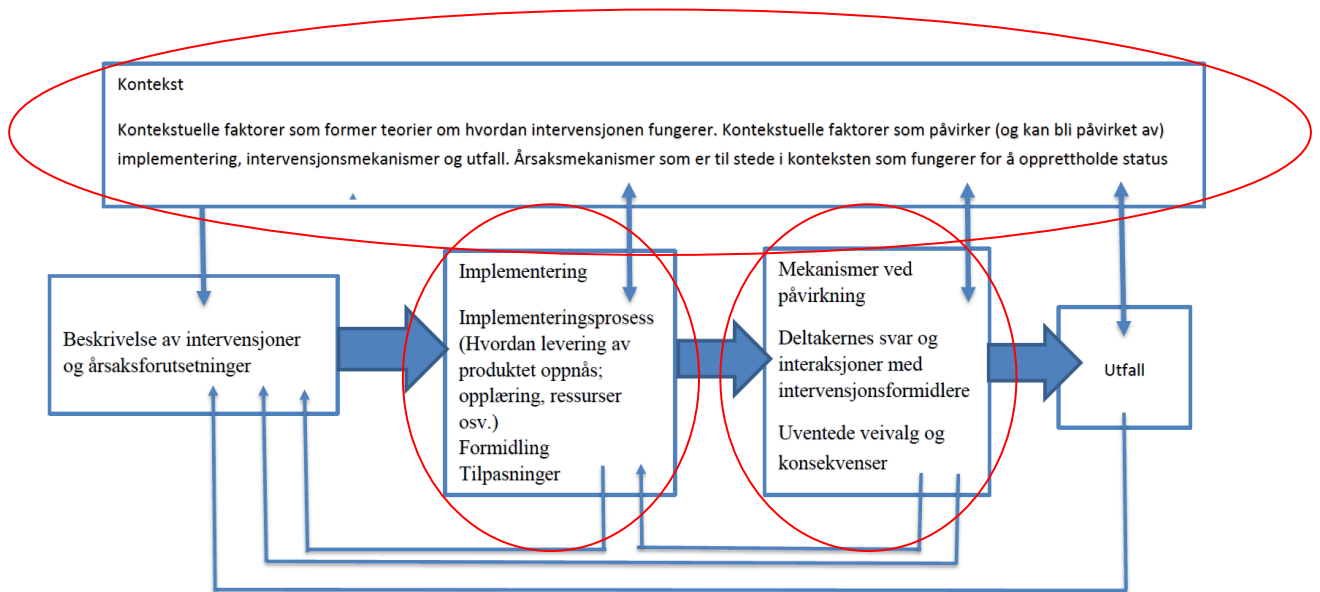 Kontekst
Kontekstuelle faktorer som former teorier om hvordan intervensjonen fungerer. Kontekstuelle faktorer som påvirker (og kan bli påvirket av)
implementering, intervensjonsmekanismer og utfall. Årsaksmekanismer som er til stede i konteksten som fungerer for å opprettholde status
Beskrivelse av intervensjoner
og årsaksforutsetninger
Implementering
Implementeringsprosess
(Hvordan levering av
produktet oppnås;
opplæring, ressurser
osv.)
Formidling
Tilpasninger
Mekanismer ved
påvirkning
Deltakernes svar og
interaksjoner med
intervensjonsformidlere
Uventede veivalg og
konsekvenser
Utfall